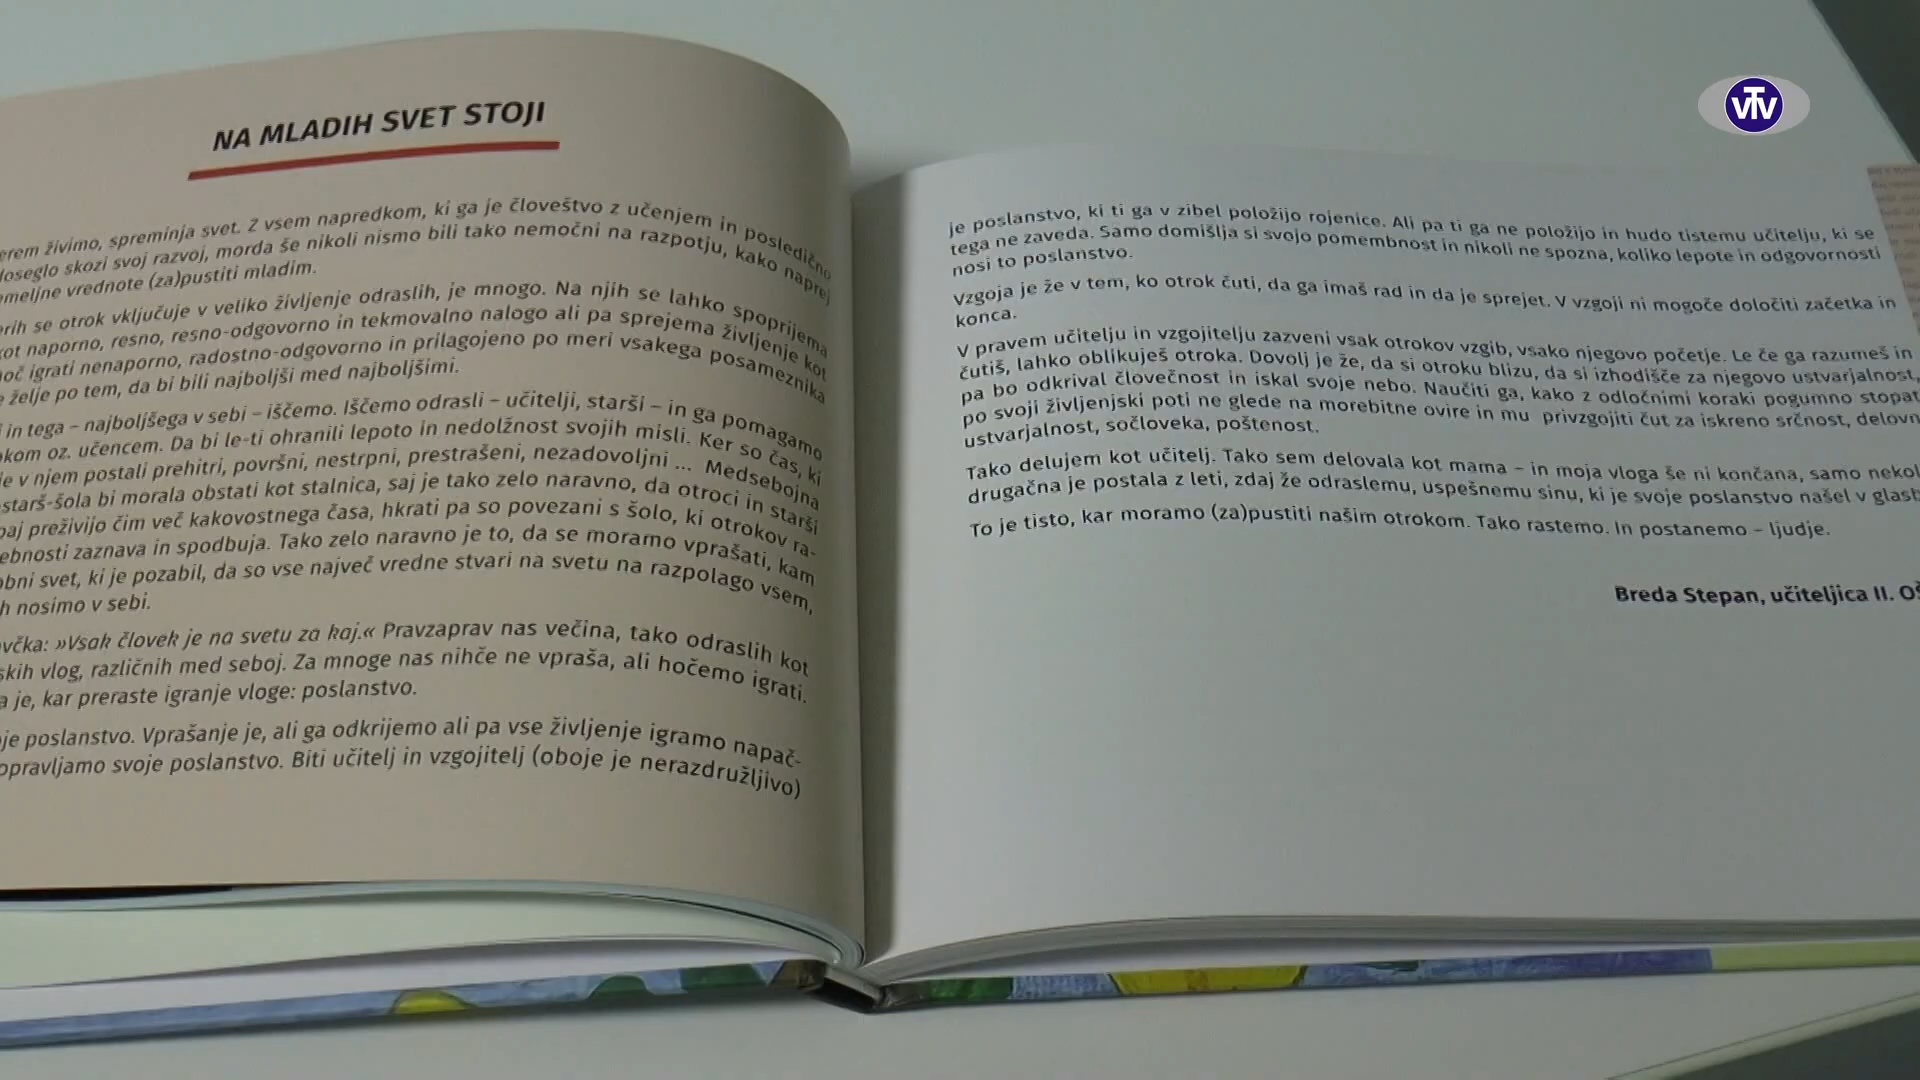 NA MLADIH SVET STOJI
živimo, spreminja svet. Z vsem napredkom, ki ga je človeštvo z učenjem in posledično
doseglo skozi svoj razvoj, morda še nikoli nismo bili tako nemočni na razpotju, kako naprej
vrednote (za)pustiti mladim.
se otrok vključuje v veliko življenje odraslih, je mnogo. Na njih se lahko spoprijema
kot naporno, resno, resno-odgovorno in tekmovalno nalogo ali pa sprejema življenje kot
igrati nenaporno, radostno-odgovorno in prilagojeno po meri vsakega posameznika
želje po tem, da bi bili najboljši med najboljšimi.
in tega – najboljšega v sebi – iščemo. Iščemo odrasli – učitelji, starši – in ga pomagamo
oz. učencem. Da bi le-ti ohranili lepoto in nedolžnost svojih misli. Ker so čas, ki
je v njem postali prehitri, površni, nestrpni, prestrašeni, nezadovoljni ... Medsebojna
starš-šola bi morala obstati kot stalnica, saj je tako zelo naravno, da otroci in starši
preživijo čim več kakovostnega časa, hkrati pa so povezani s šolo, ki otrokov ra-
zaznava in spodbuja. Tako zelo naravno je to, da se moramo vprašati, kam
svet, ki je pozabil, da so vse največ vredne stvari na svetu na razpolago vsem,
nosimo v sebi.
»Vsak človek je na svetu za kaj.« Pravzaprav nas večina, tako odraslih kot
vlog, različnih med seboj. Za mnoge nas nihče ne vpraša, ali hočemo igrati.
je, kar preraste igranje vloge: poslanstvo.
poslanstvo. Vprašanje je, ali ga odkrijemo ali pa vse življenje igramo napač-
opravljamo svoje poslanstvo. Biti učitelj in vzgojitelj (oboje je nerazdružljivo)
je poslanstvo, ki ti ga v zibel položijo rojenice. Ali pa ti ga ne položijo in hudo tistemu učitelju, ki se
tega ne zaveda. Samo domišlja si svojo pomembnost in nikoli ne spozna, koliko lepote in odgovornosti
nosi to poslanstvo.
Vzgoja je že v tem, ko otrok čuti, da ga imaš rad in da je sprejet. V vzgoji ni mogoče določiti začetka in
konca.
V pravem učitelju in vzgojitelju zazveni vsak otrokov vzgib, vsako njegovo početje. Le če ga razumeš in
čutiš, lahko oblikuješ otroka. Dovolj je že, da si otroku blizu, da si izhodišče za njegovo ustvarjalnost,
pa bo odkrival človečnost in iskal svoje nebo. Naučiti ga, kako z odločnimi koraki pogumno stopat
po svoji življenjski poti ne glede na morebitne ovire in mu privzgojiti čut za iskreno srčnost, delovn
ustvarjalnost, sočloveka, poštenost.
Tako delujem kot učitelj. Tako sem delovala kot mama – in moja vloga še ni končana, samo nekol
drugačna je postala z leti, zdaj že odraslemu, uspešnemu sinu, ki je svoje poslanstvo našel v
To je tisto, kar moramo (za)pustiti našim otrokom. Tako rastemo. In postanemo – ljudje.
Breda Stepan, učiteljica II. OŠ
VTV